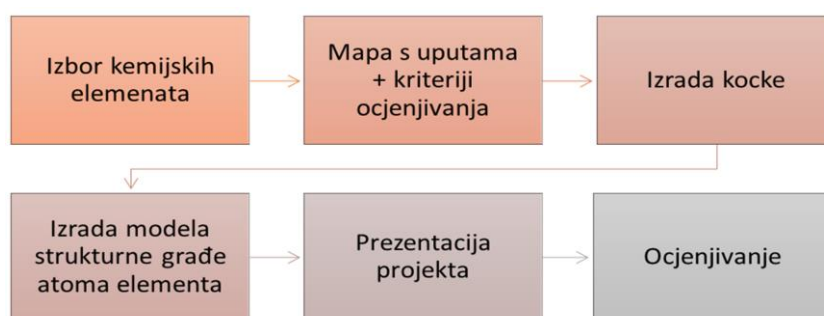 Izbor kemijskih
elemenata
Mapa s uputama
+ kriteriji
ocjenjivanja
Izrada kocke
Izrada modela
strukturne građe
atoma elementa
Prezentacija
projekta
Ocjenjivanje